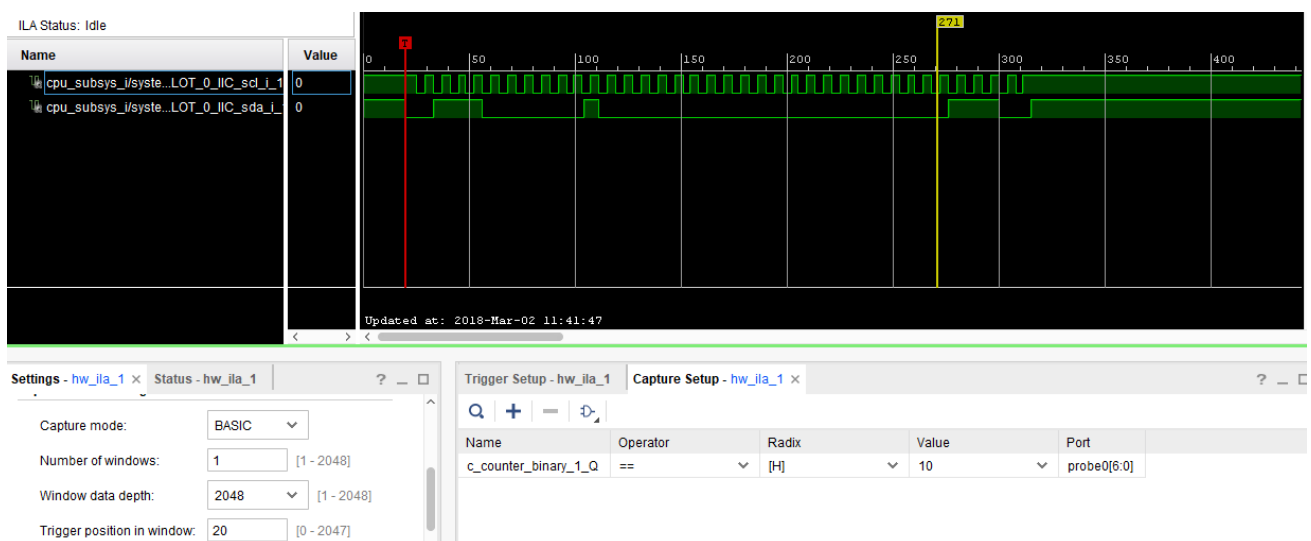 ILA Status: Idle
Name Value
cpu_subsys_i/syste...LOT_0_IIC_scl_i_1 0
cpu_subsys_i/syste...LOT_0_IIC_sda_i_ 0
271
T
0 50 100 150 200 250 300 350 400
Updated at: 2018-Mar-02 11:41:47
Settings - hw_ila_1 × Status - hw_ila_1 ? _ □
Capture mode: BASIC
Number of windows: 1 [1 - 2048]
Window data depth: 2048 [1 - 2048]
Trigger position in window: 20 [0 - 2047]
Trigger Setup - hw_ila_1 Capture Setup - hw_ila_1 × ? _ □
Name Operator Radix Value Port
c_counter_binary_1_Q == [H] 10 probe0[6:0]